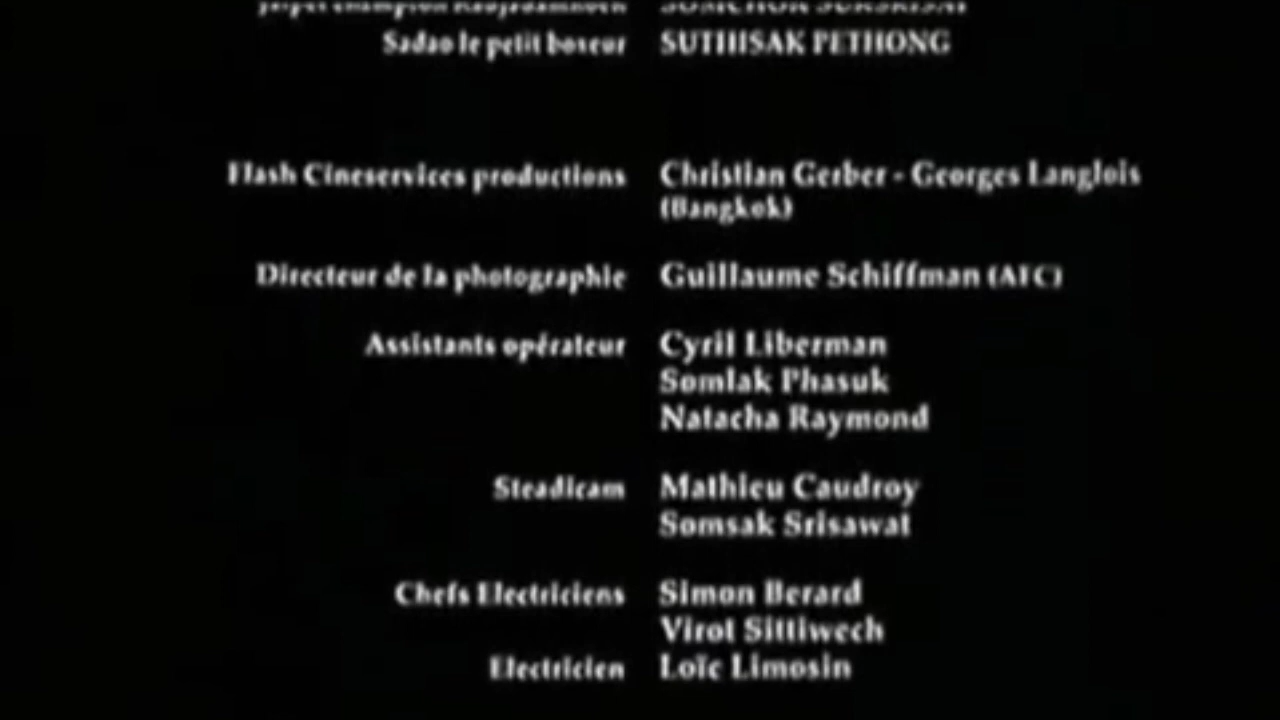 Sadao le petit boxeur SUTHISAK PETHONG
Flash Cineservices productions Christian Gerber - Georges Langlois
(Bangkok)
Directeur de la photographie Guillaume Schiffman (AFC)
Assistants opérateur Cyril Liberman
Somlak Phasuk
Natacha Raymond
Steadicam Mathieu Caudroy
Somsak Srisawat
Chefs Electriciens Simon Berard
Virot Sittiwech
Electricien Loïc Limosin